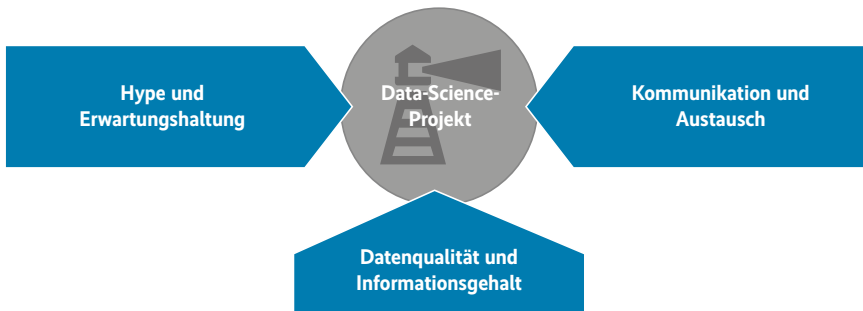 Hype und
Erwartungshaltung
Data-Science-
Projekt
Kommunikation und
Austausch
Datenqualität und
Informationsgehalt